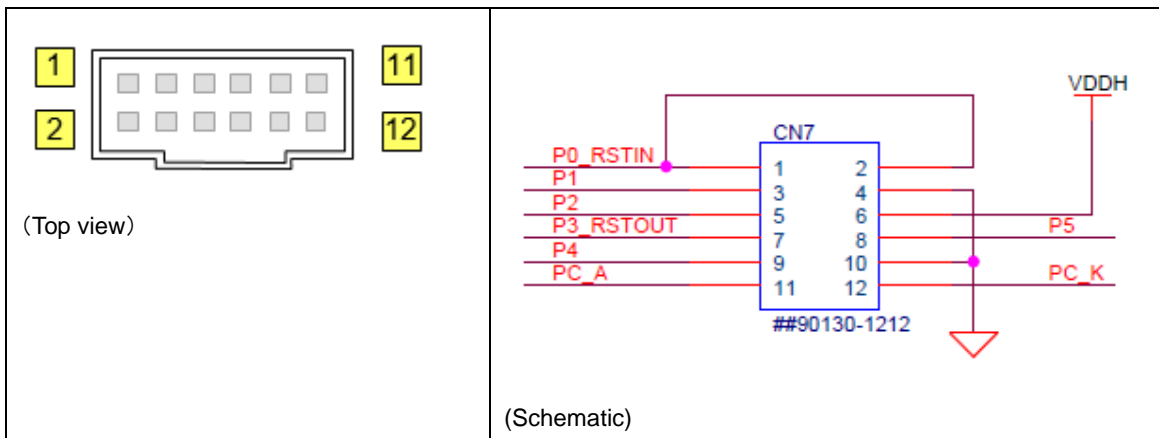 1
11
2
12
（Top view）
VDDH
CN7
P0_RSTIN
1 2
P1
3 4
P2
5 6
P3_RSTOUT P5
7 8
P4
9 10
PC_A PC_K
11 12
##90130-1212
(Schematic)